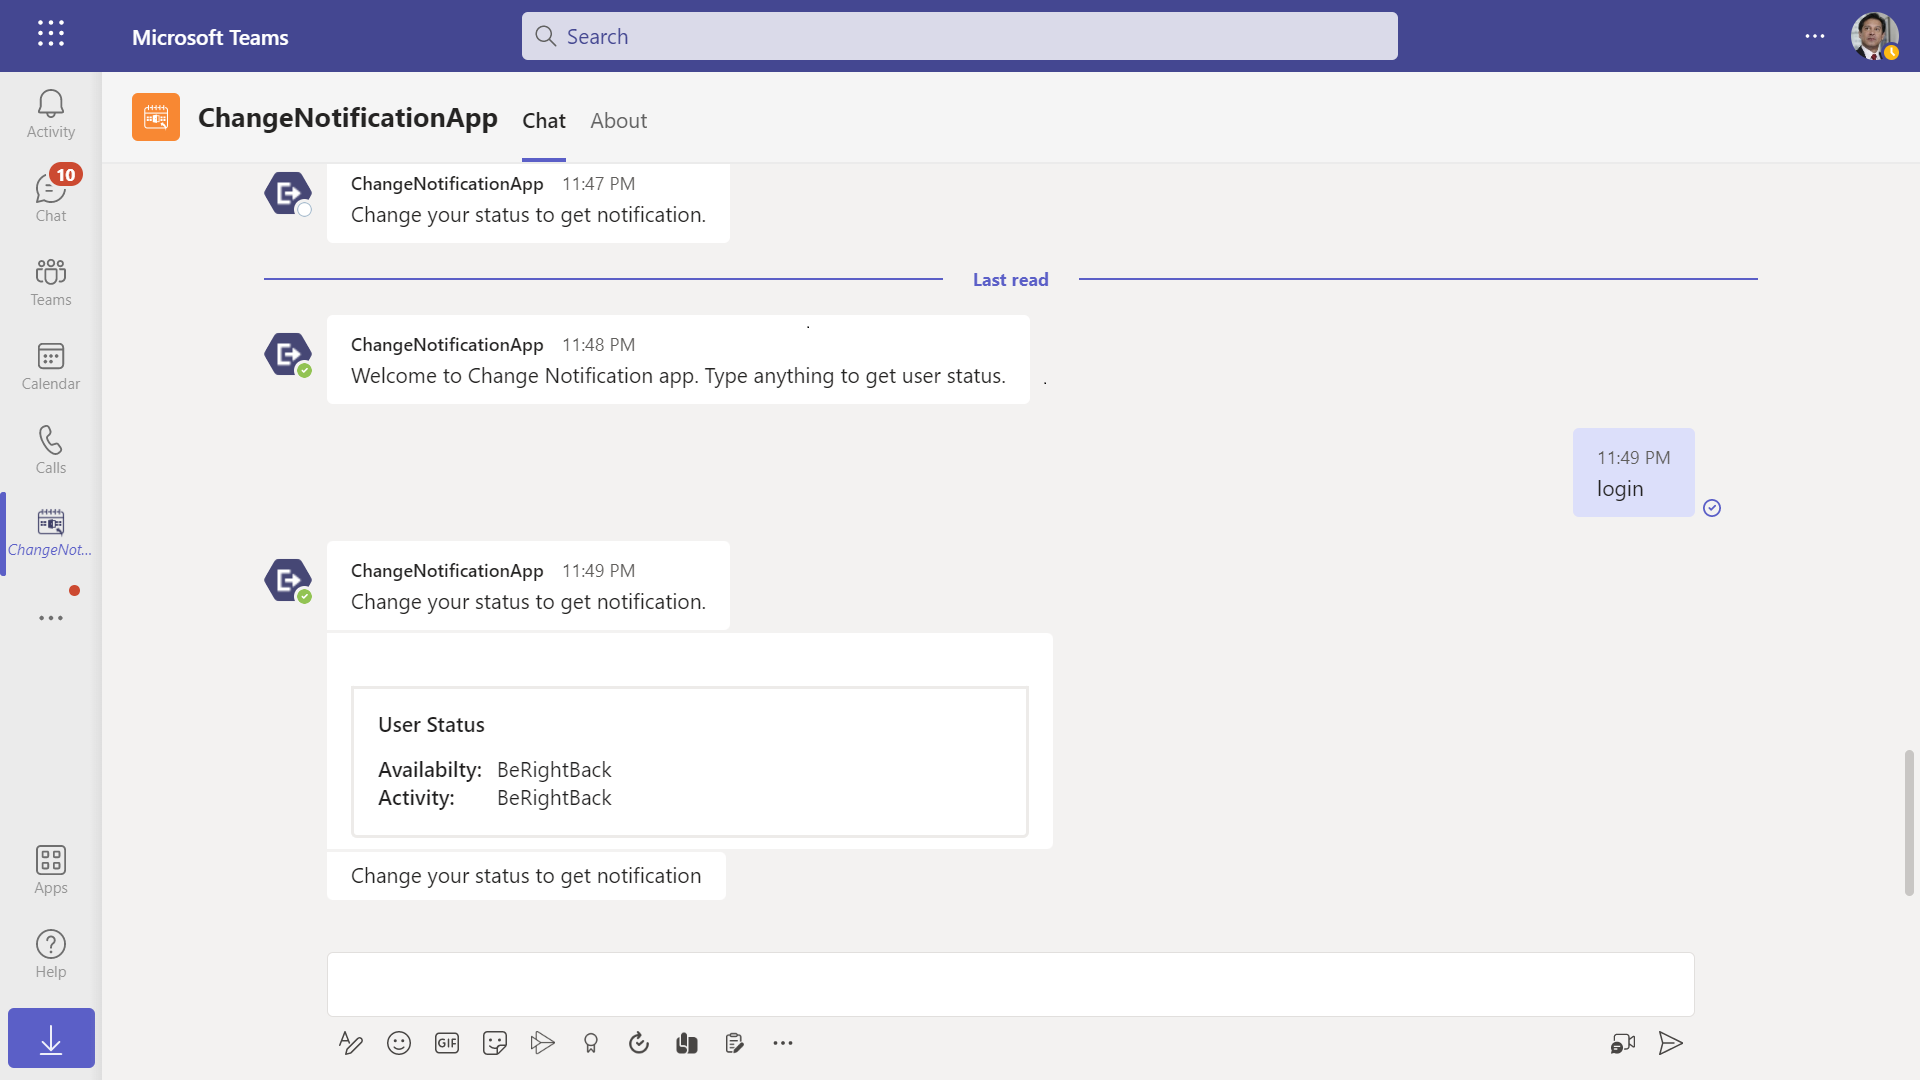 Microsoft Teams
Search
Activity
10
Chat
Teams
Calendar
Calls
ChangeNot...
Apps
Help
ChangeNotificationApp Chat About
ChangeNotificationApp 11:47 PM
Change your status to get notification.
Last read
ChangeNotificationApp 11:48 PM
Welcome to Change Notification app. Type anything to get user status.
11:49 PM
login
ChangeNotificationApp 11:49 PM
Change your status to get notification.
User Status
Availabilty: BeRightBack
Activity: BeRightBack
Change your status to get notification
GIF